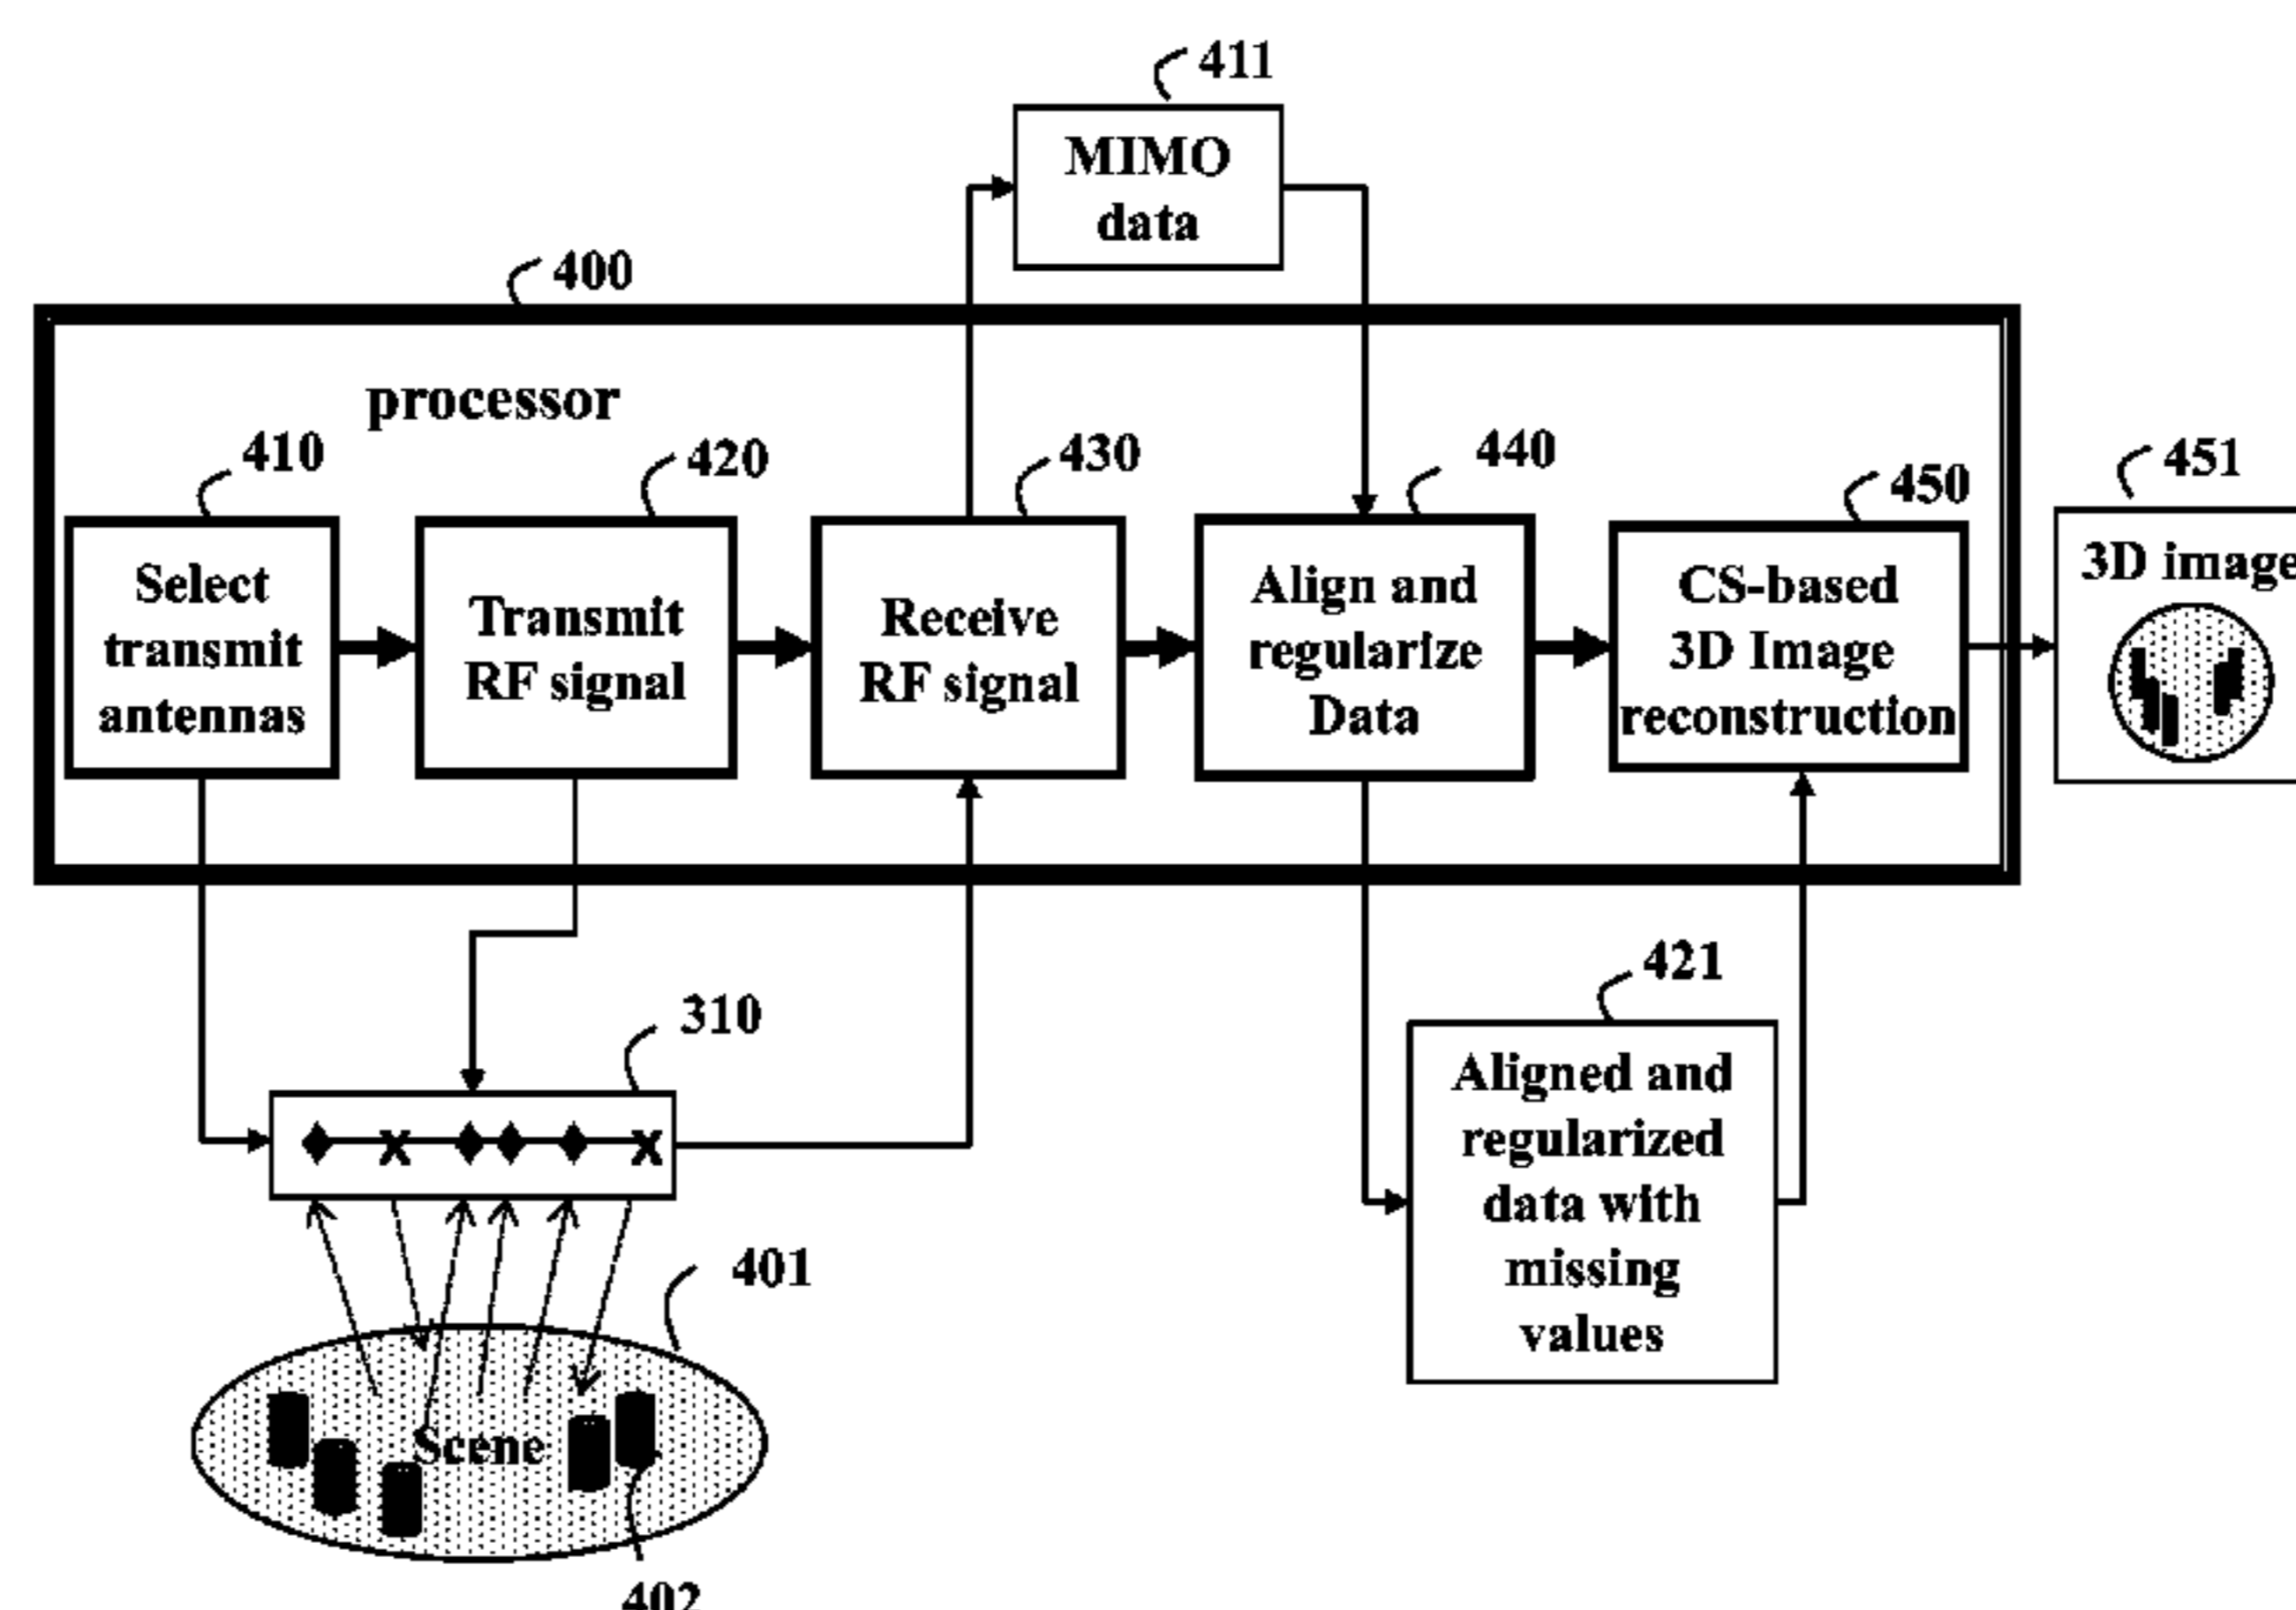 411
MIMO
data
400
processor
410
420
430
440
450
451
Select
transmit
antennas
Transmit
RF signal
Receive
RF signal
Align and
regularize
Data
CS-based
3D Image
reconstruction
3D image
310
x x
421
Aligned and
regularized
data with
missing
values
401
Scene
402